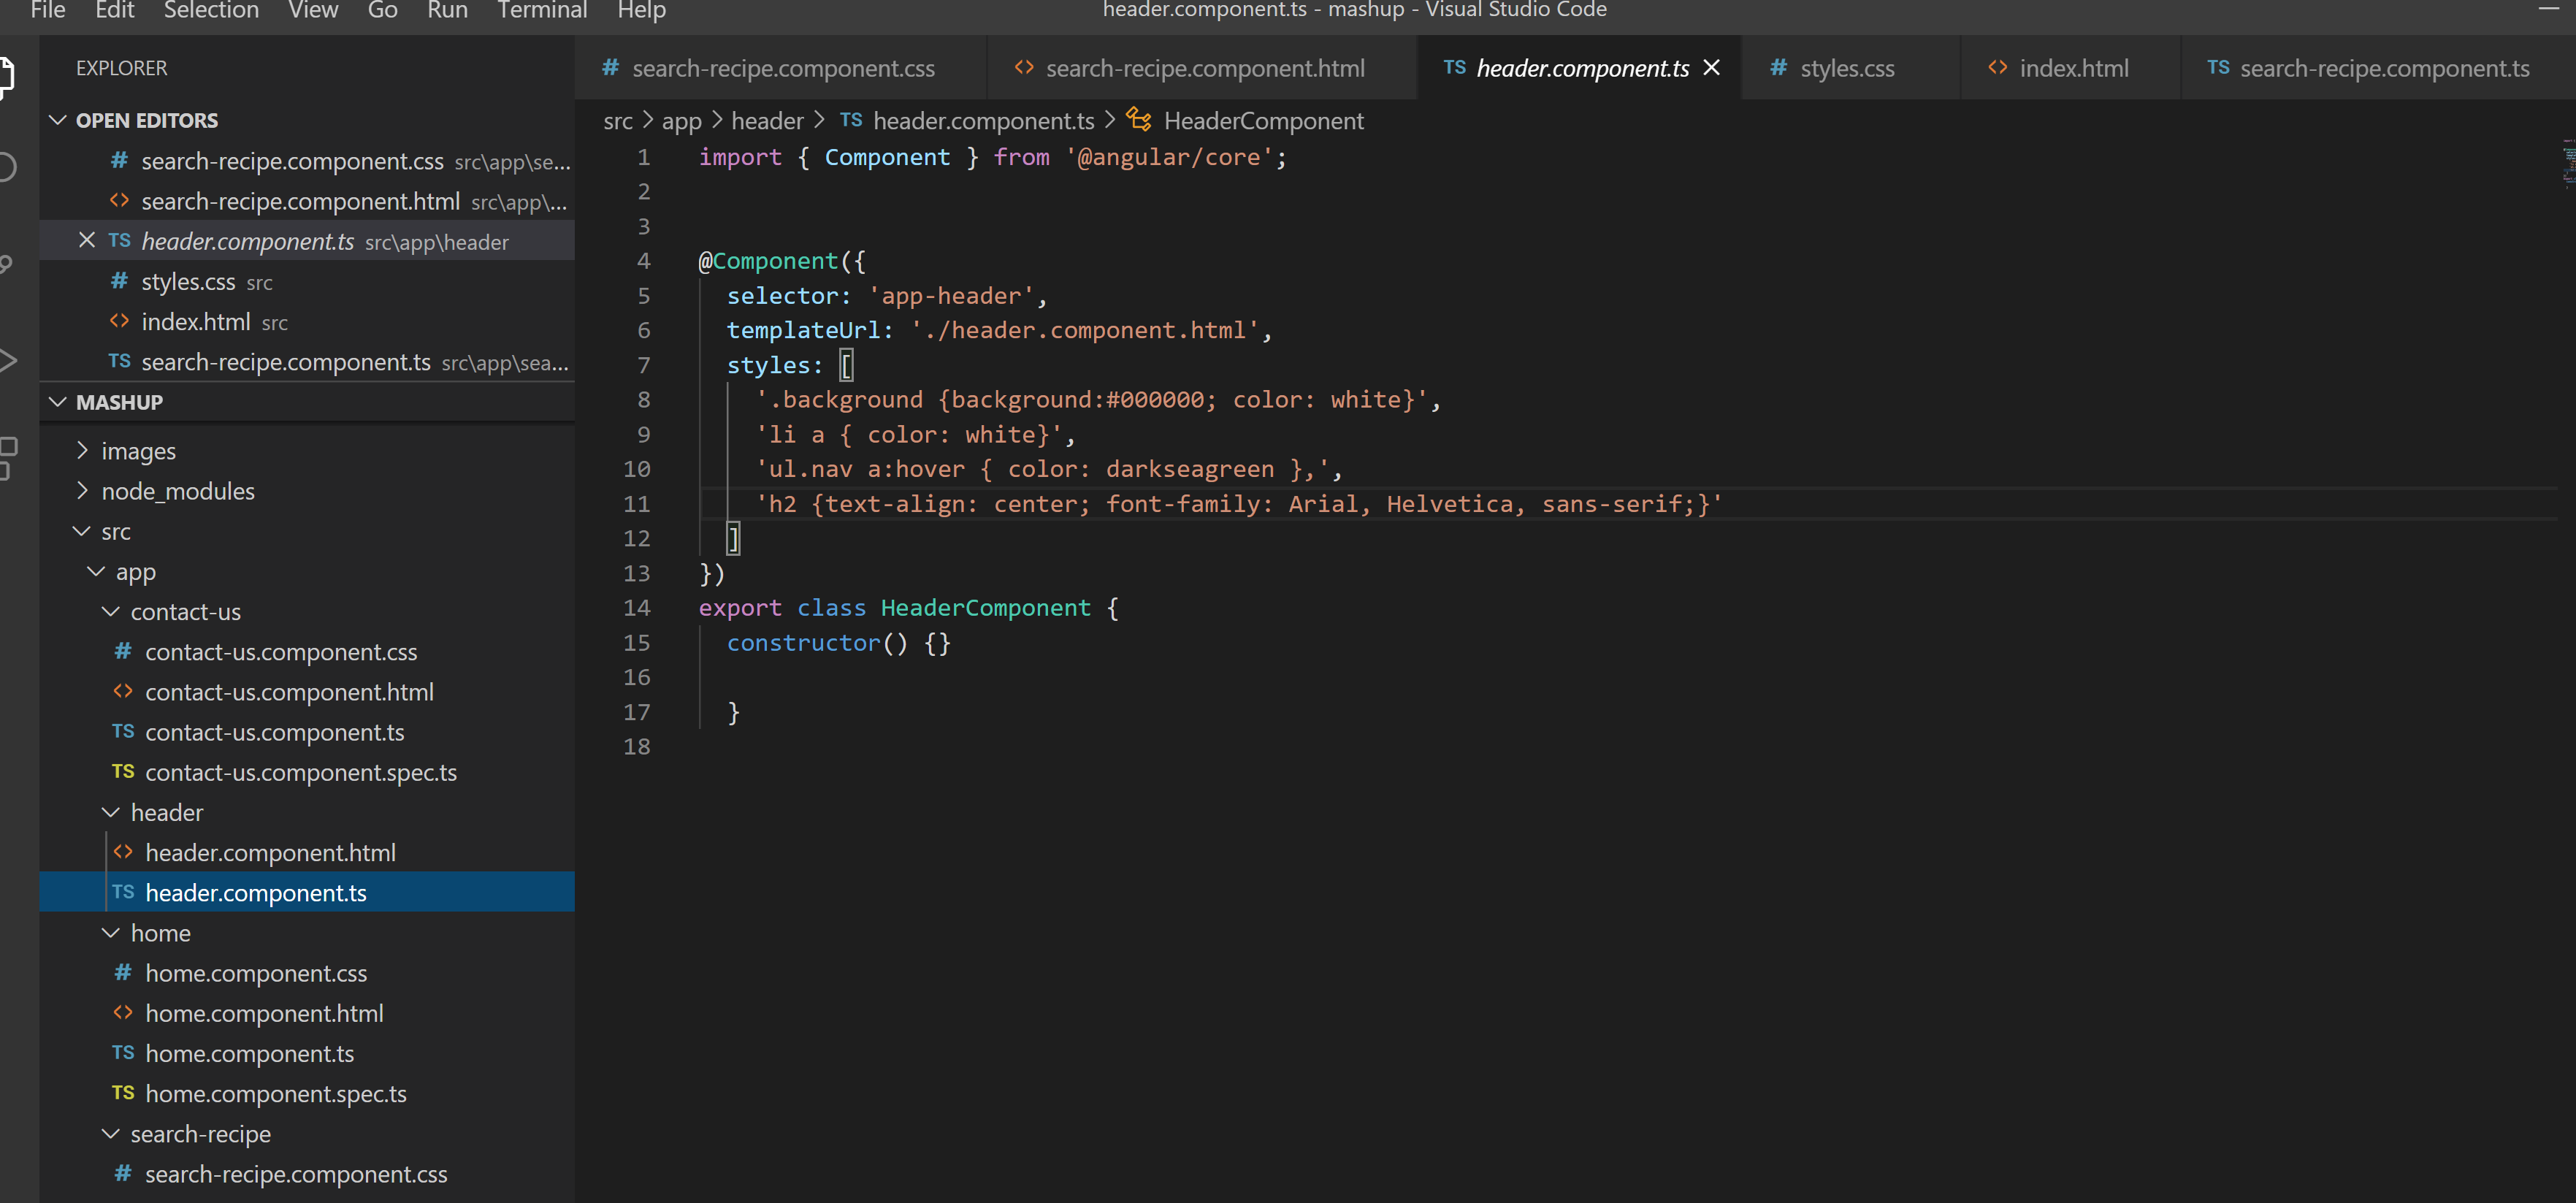 File Edit Selection View Go Run Terminal Help header.component.ts - mashup - Visual Studio Code
EXPLORER
OPEN EDITORS
# search-recipe.component.css src\app\se...
<> search-recipe.component.html src\app\...
TS header.component.ts src\app\header
# styles.css src
<> index.html src
TS search-recipe.component.ts src\app\sea...
MASHUP
images
node_modules
src
app
contact-us
# contact-us.component.css
<> contact-us.component.html
TS contact-us.component.ts
TS contact-us.component.spec.ts
header
<> header.component.html
TS header.component.ts
home
# home.component.css
<> home.component.html
TS home.component.ts
TS home.component.spec.ts
search-recipe
# search-recipe.component.css
# search-recipe.component.css <> search-recipe.component.html TS header.component.ts # styles.css <> index.html TS search-recipe.component.ts
src > app > header > TS header.component.ts > HeaderComponent
1 import { Component } from '@angular/core';
2
3
4 @Component({
5 selector: 'app-header',
6 templateUrl: './header.component.html',
7 styles: [
8 '.background {background:#000000; color: white}',
9 'li a { color: white}',
10 'ul.nav a:hover { color: darkseagreen },',
11 'h2 {text-align: center; font-family: Arial, Helvetica, sans-serif;}'
12 ]
13 })
14 export class HeaderComponent {
15 constructor() {}
16
17 }
18